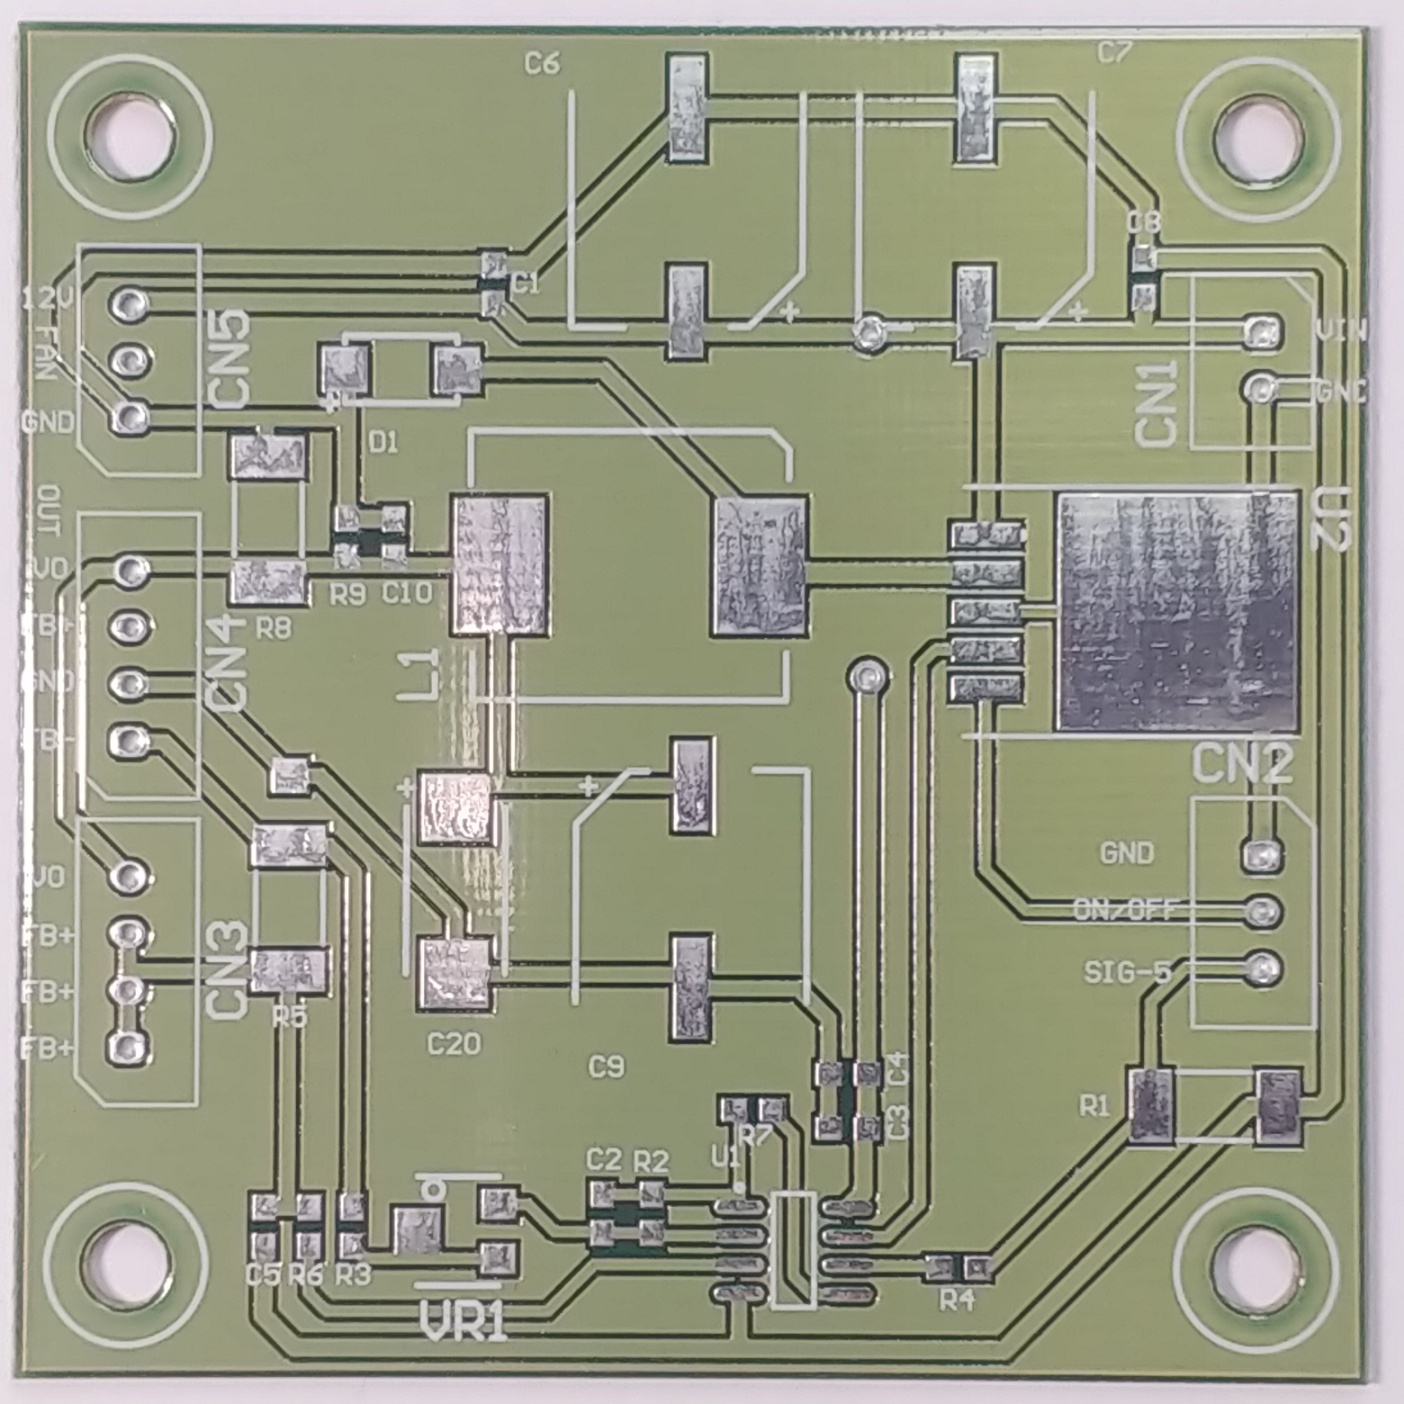 C6
C7
C8
C1
12V
FAN
GND
CN5
VIN
GND
CN1
D1
OUT
VO
FB+
GND
FB-
CN4
R8
R9
C10
L1
U2
CN2
GND
ON/OFF
SIG-5
VO
FB+
FB+
FB+
CN3
R5
C20
C9
C4
C3
R1
R7
U1
C2
R2
C5
R6
R3
VR1
R4